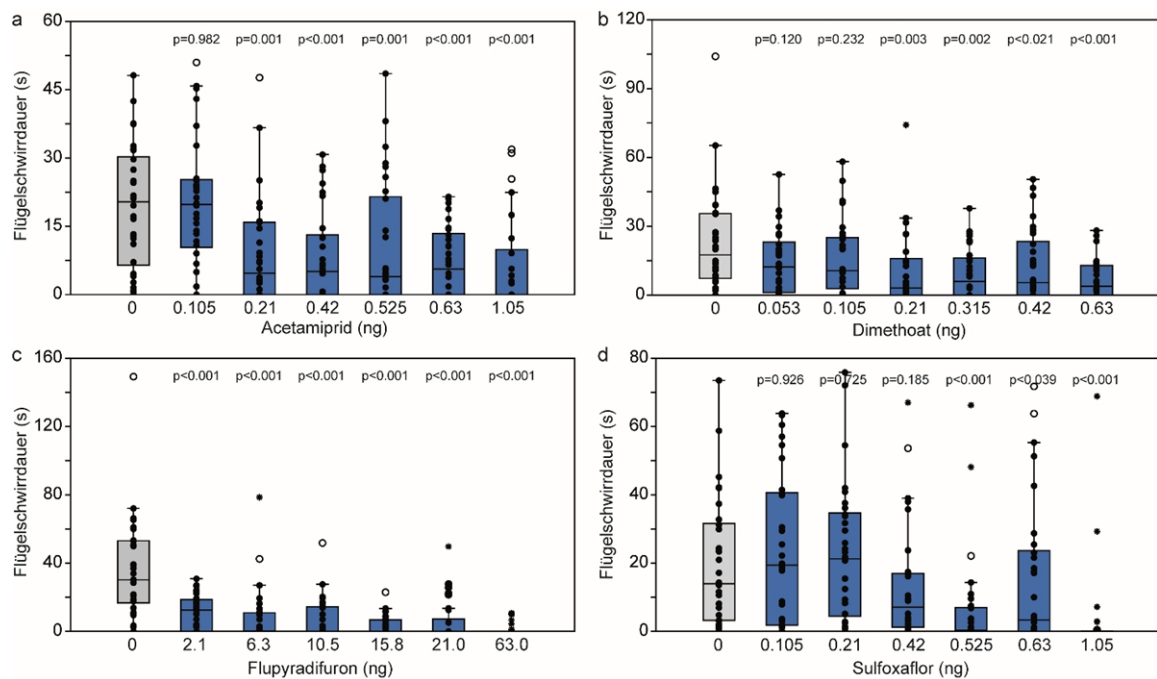 a
60
45
30
15
0
Flügelschwirrdauer (s)
p=0.982 p=0.001 p<0.001 p=0.001 p<0.001 p<0.001
0 0.105 0.21 0.42 0.525 0.63 1.05
Acetamiprid (ng)
b
120
90
60
30
0
Flügelschwirrdauer (s)
p=0.120 p=0.232 p=0.003 p=0.002 p<0.021 p<0.001
0 0.053 0.105 0.21 0.315 0.42 0.63
Dimethoat (ng)
c
160
120
80
40
0
Flügelschwirrdauer (s)
p<0.001 p<0.001 p<0.001 p<0.001 p<0.001 p<0.001
0 2.1 6.3 10.5 15.8 21.0 63.0
Flupyradifuron (ng)
d
80
60
40
20
0
Flügelschwirrdauer (s)
p=0.926 p=0.725 p=0.185 p<0.001 p<0.039 p<0.001
0 0.105 0.21 0.42 0.525 0.63 1.05
Sulfoxaflor (ng)